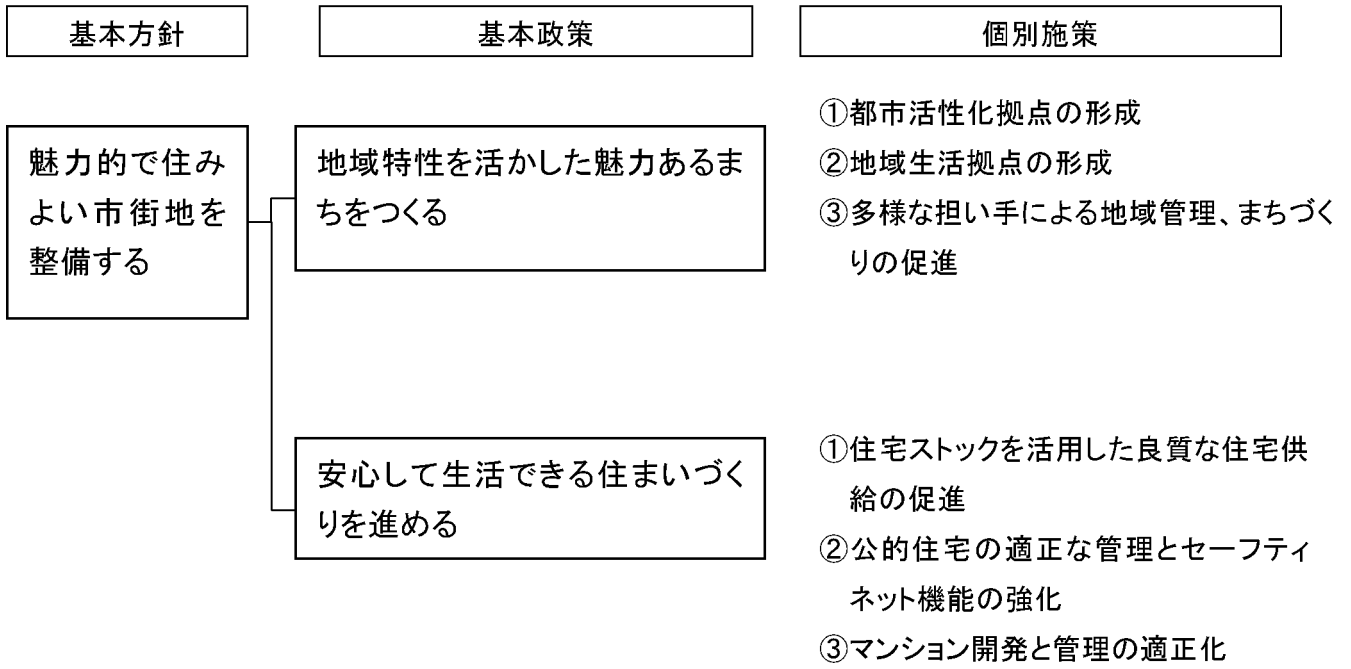 基本方針
基本政策
個別施策
魅力的で住み
よい市街地を
整備する
地域特性を活かした魅力あるま
ちをつくる
①都市活性化拠点の形成
②地域生活拠点の形成
③多様な担い手による地域管理、まちづく
りの促進
安心して生活できる住まいづく
りを進める
①住宅ストックを活用した良質な住宅供
給の促進
②公的住宅の適正な管理とセーフティ
ネット機能の強化
③マンション開発と管理の適正化